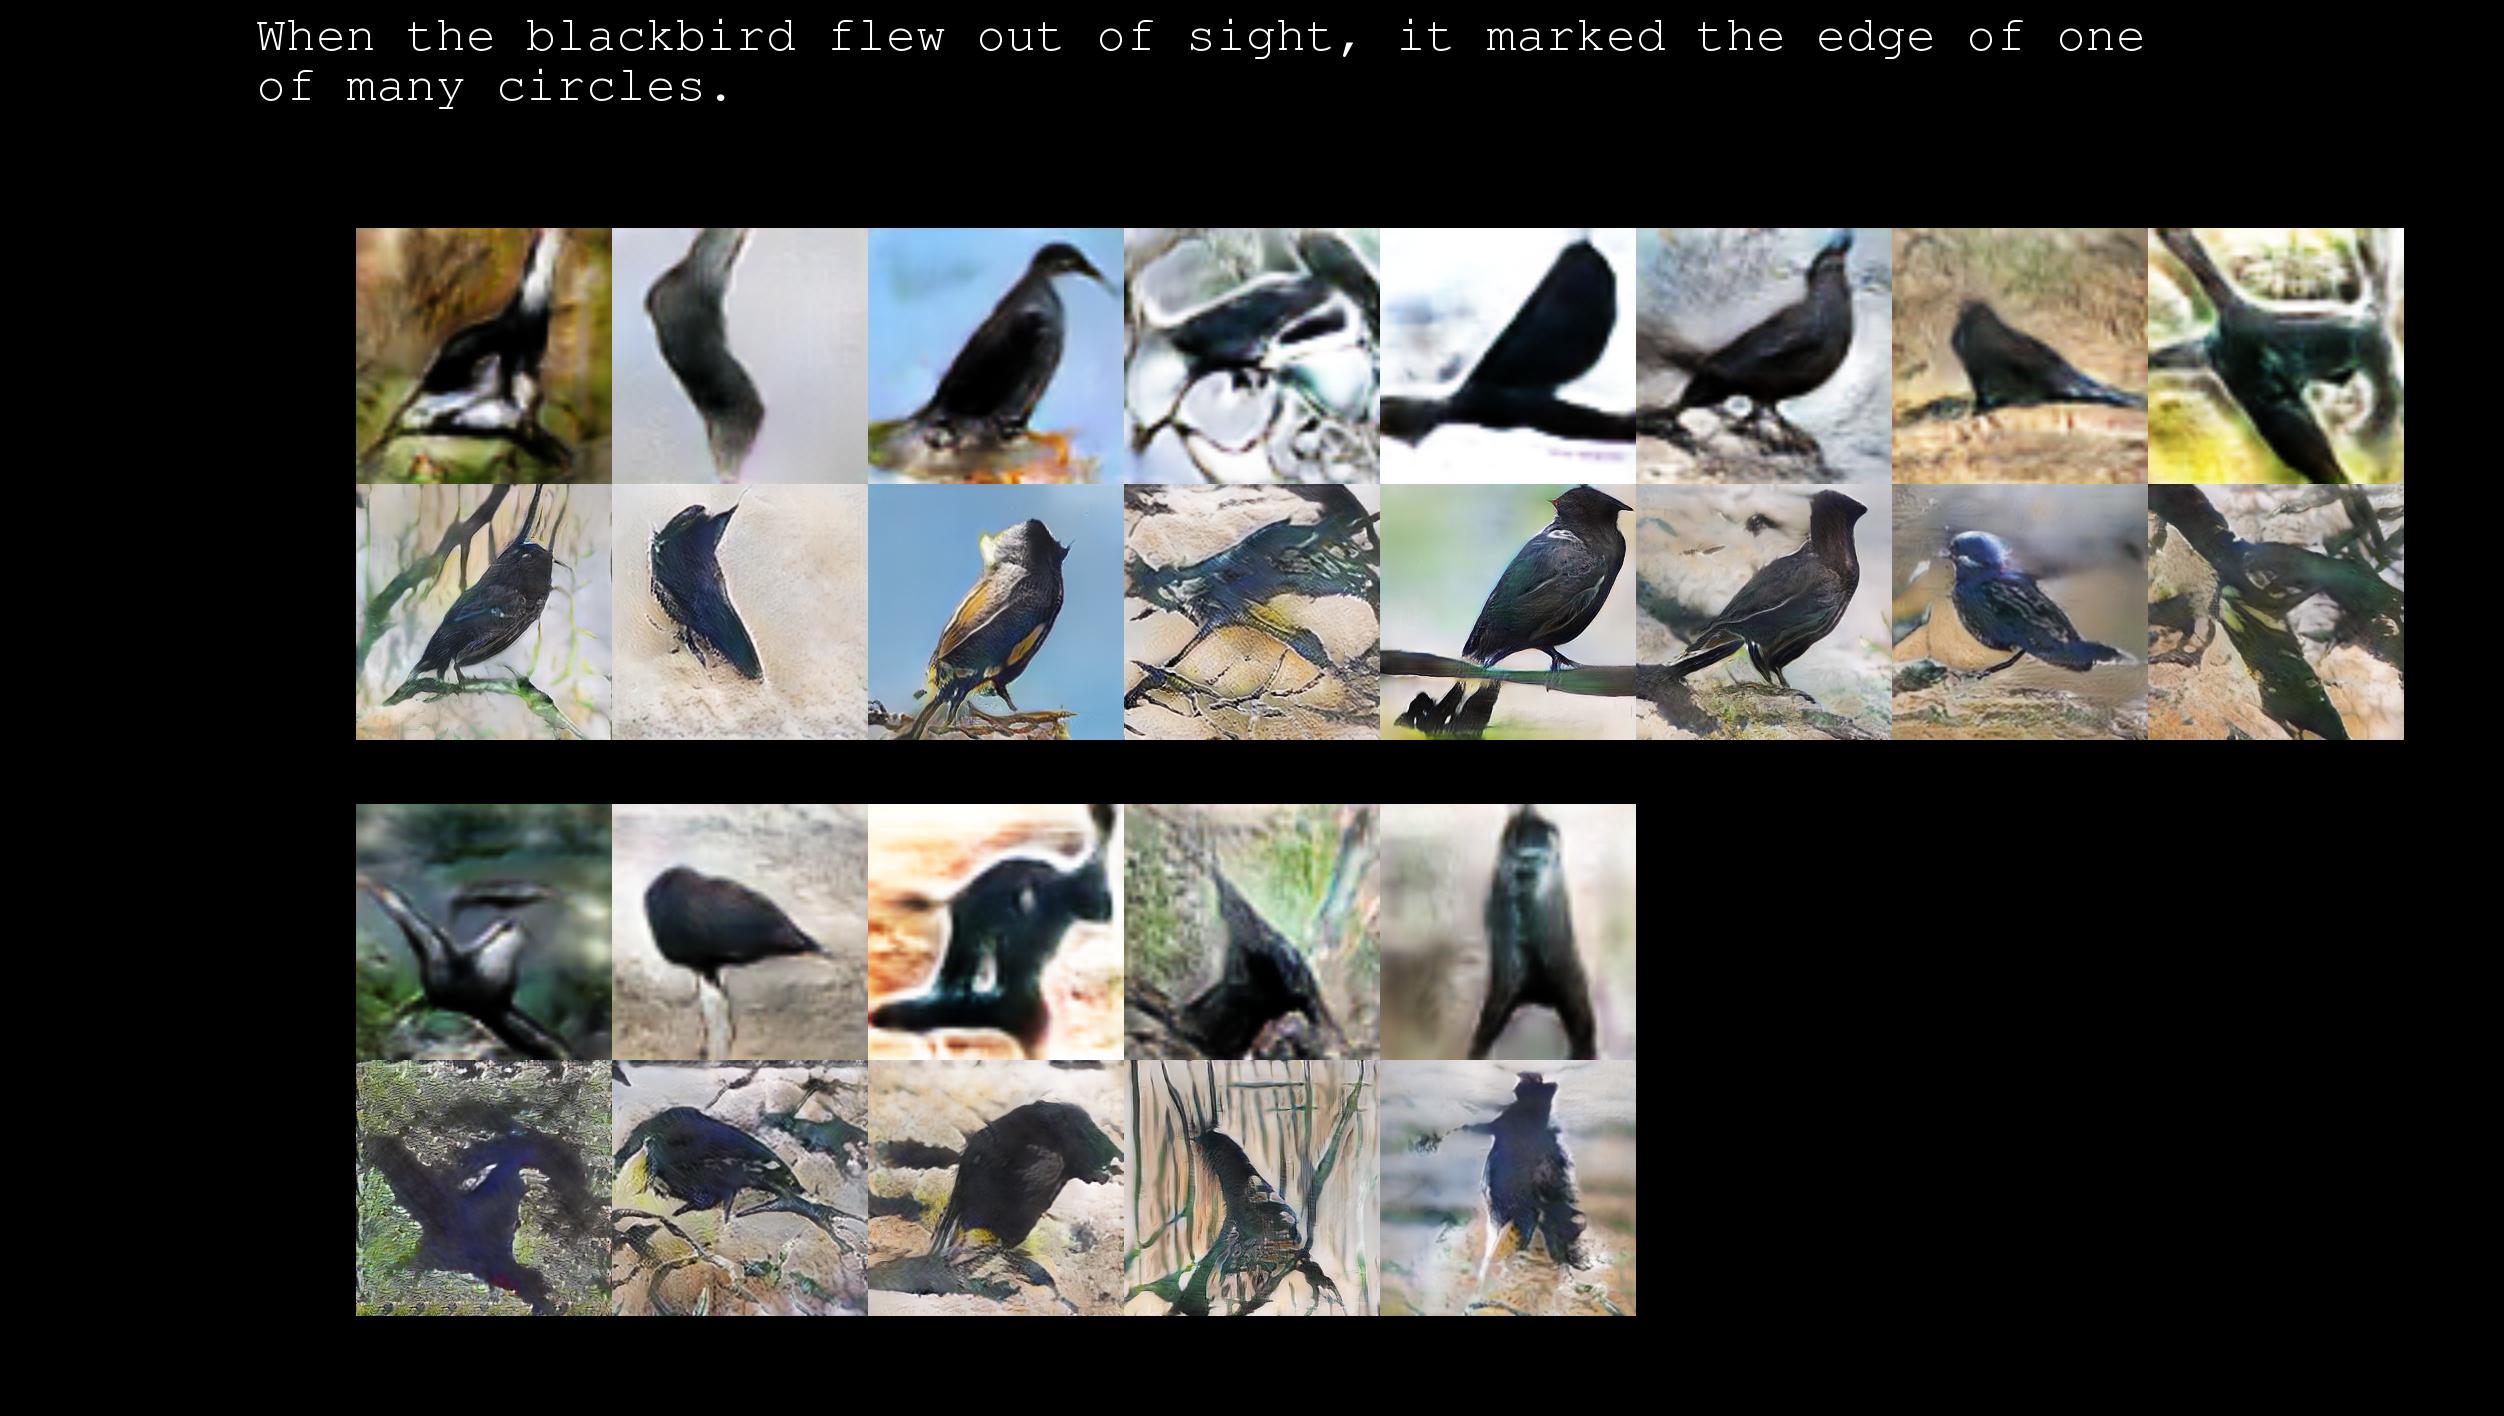 When the blackbird flew out of sight, it marked the edge of one
of many circles.